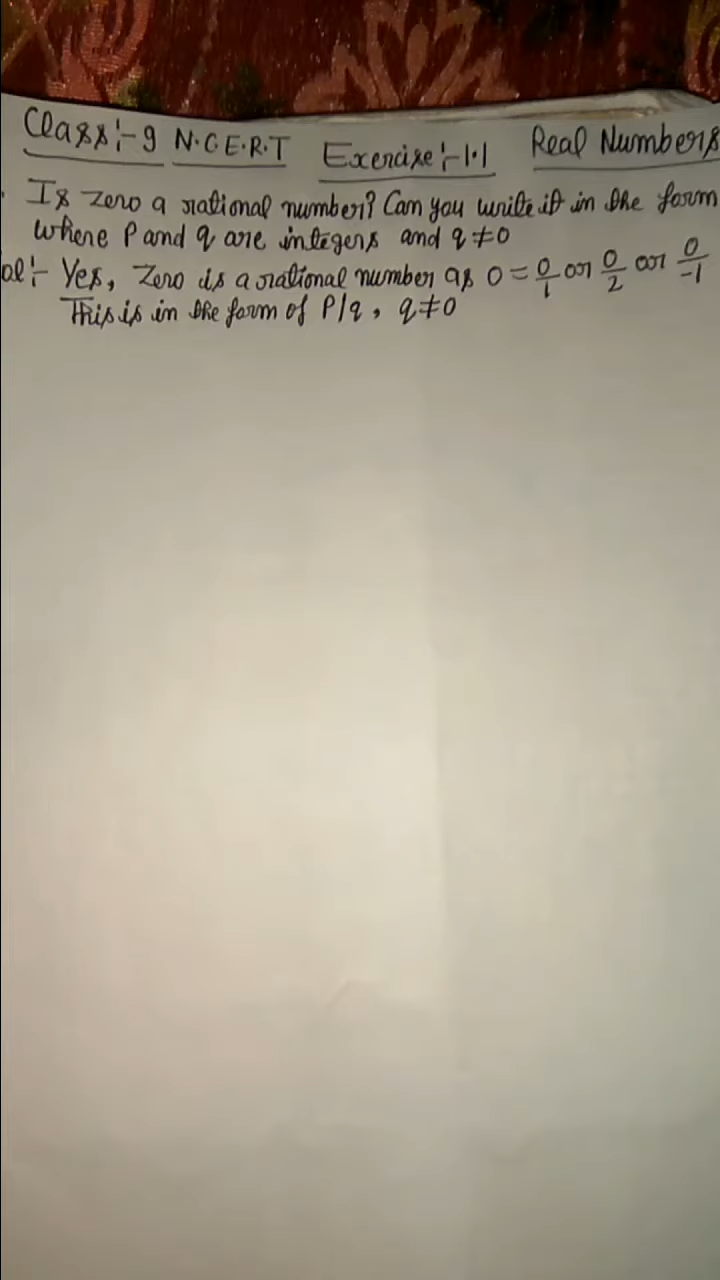 Class:- 9 N.C.E.R.T Exercise:- 1.1 Real Numbers
Is zero a rational number? Can you write it in the form
where P and q are integers and q ≠ 0
ol:- Yes, Zero is a rational number as 0 = 0/1 or 0/2 or 0/-1
This is in the form of P/q, q ≠ 0